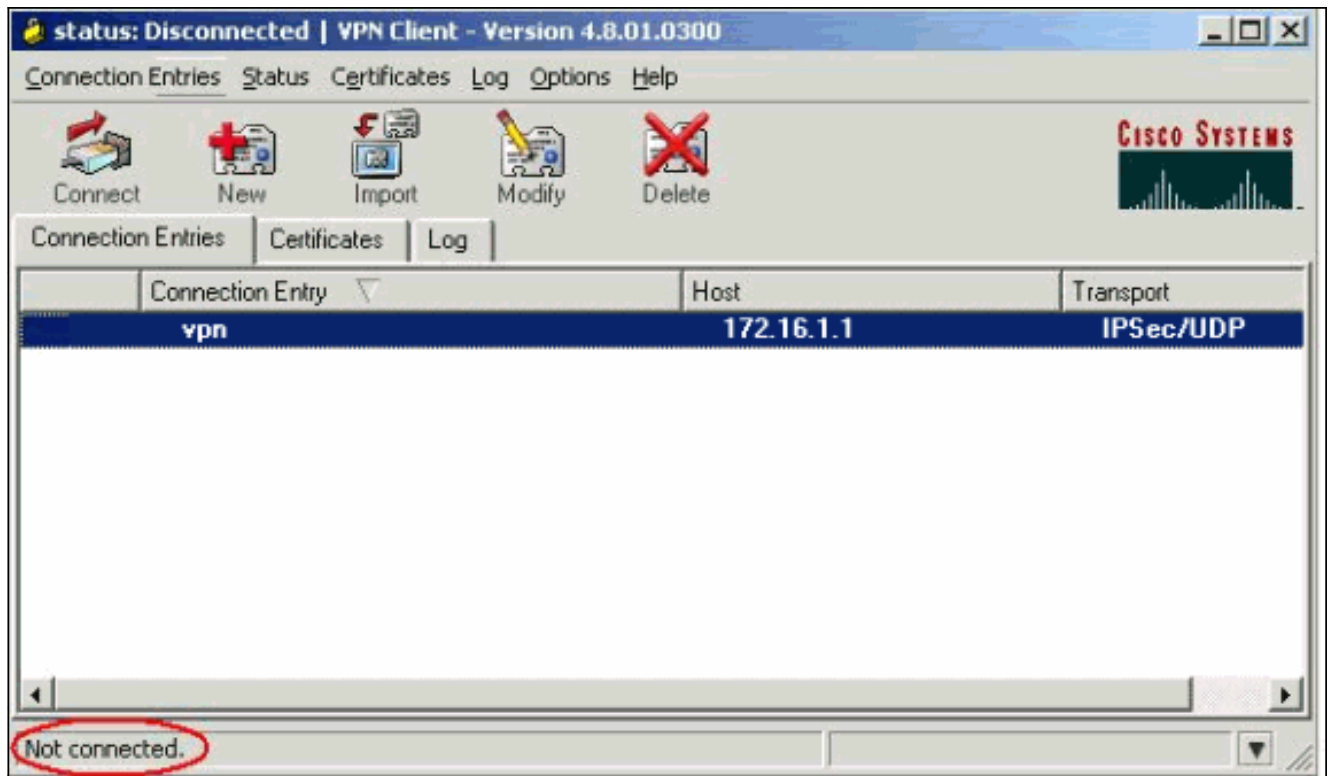 status: Disconnected | VPN Client - Version 4.8.01.0300
Connection Entries Status Certificates Log Options Help
CISCO SYSTEMS
Connect New Import Modify Delete
Connection Entries Certificates Log
Connection Entry Host Transport
vpn 172.16.1.1 IPSec/UDP
Not connected.